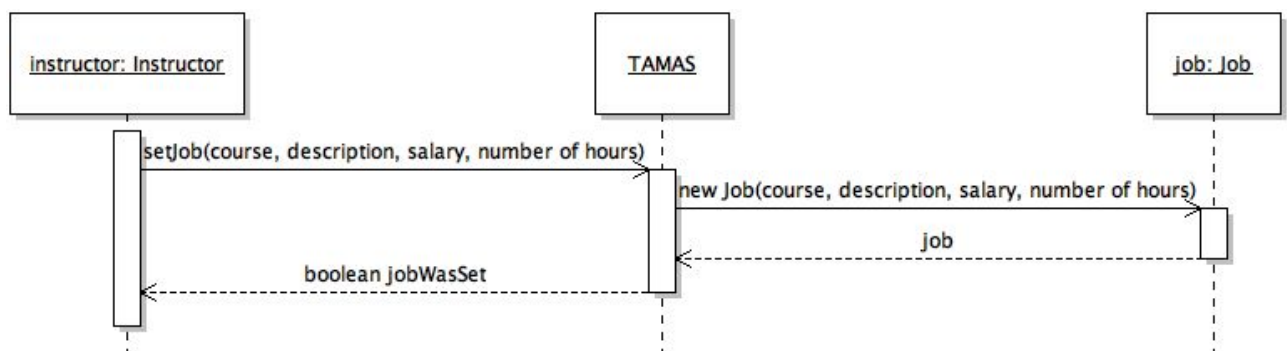 instructor: Instructor
TAMAS
job: Job
setJob(course, description, salary, number of hours)
new Job(course, description, salary, number of hours)
job
boolean jobWasSet